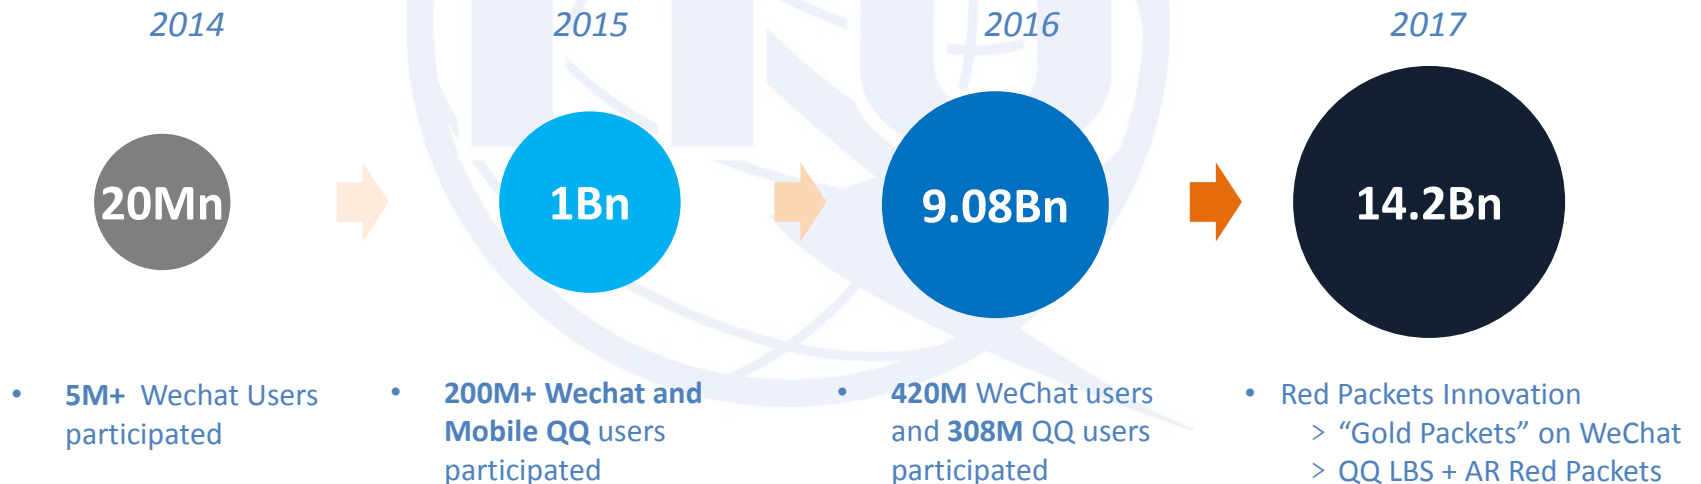 2014
2015
2016
2017
20Mn
1Bn
9.08Bn
14.2Bn
• 5M+ Wechat Users
participated
• 200M+ Wechat and
Mobile QQ users
participated
• 420M WeChat users
and 308M QQ users
participated
• Red Packets Innovation
> “Gold Packets” on WeChat
> QQ LBS + AR Red Packets